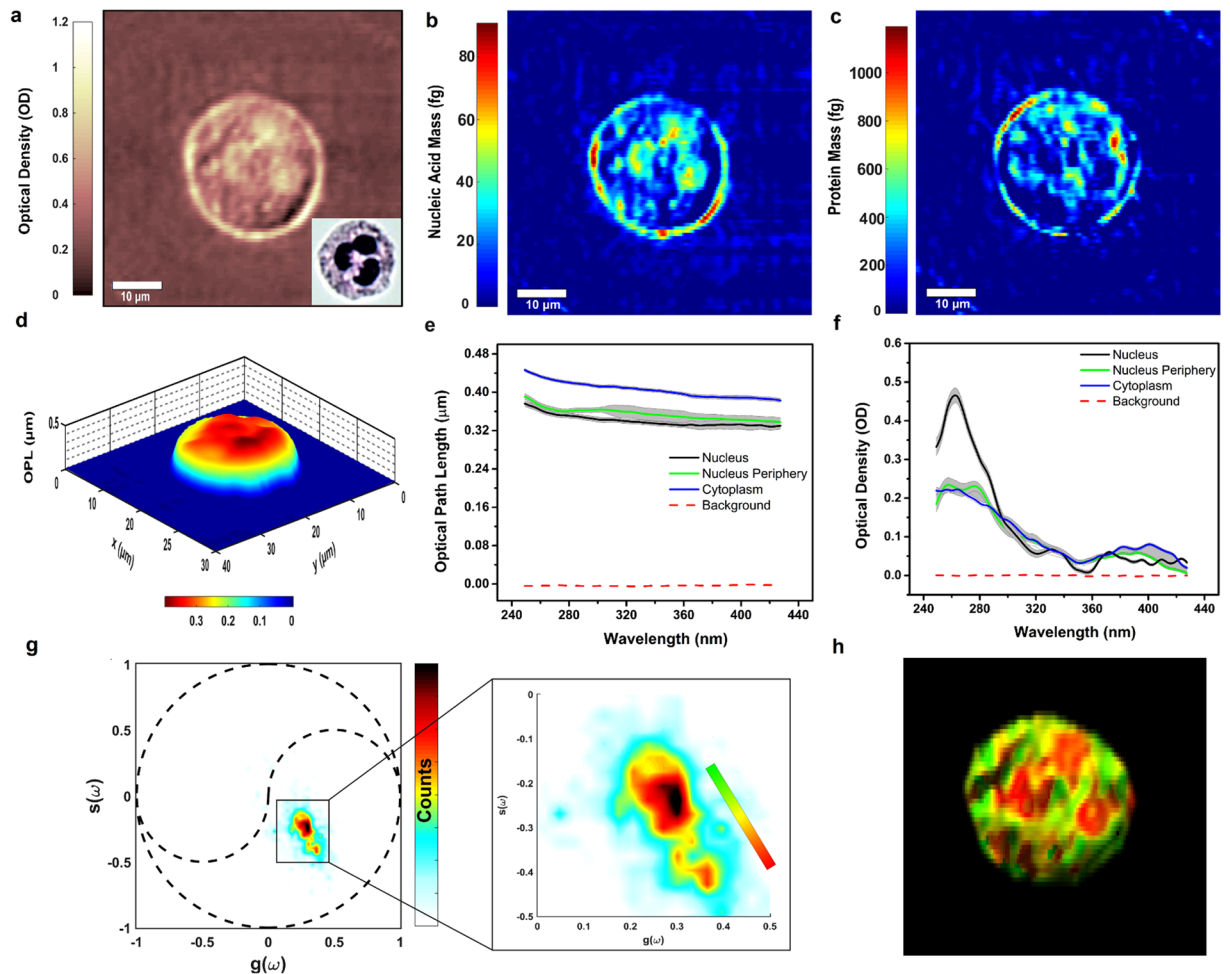 a
Optical Density (OD)
1.2
1
0.8
0.6
0.4
0.2
0
10 μm
b
Nucleic Acid Mass (fg)
80
60
40
20
0
10 μm
c
Protein Mass (fg)
1000
800
600
400
200
0
10 μm
d
OPL (μm)
0.5
0
0
10
20
25
30
x (μm)
40
30
20
10
0
y (μm)
0.3
0.2
0.1
0
e
Optical Path Length (μm)
0.48
0.40
0.32
0.24
0.16
0.08
0.00
Nucleus
Nucleus Periphery
Cytoplasm
Background
240
280
320
360
400
440
Wavelength (nm)
f
Optical Density (OD)
0.6
0.5
0.4
0.3
0.2
0.1
0.0
Nucleus
Nucleus Periphery
Cytoplasm
Background
240
280
320
360
400
440
Wavelength (nm)
g
s(ω)
1
0.5
0
-0.5
-1
-1
-0.5
0
0.5
1
g(ω)
Counts
s(ω)
0
-0.1
-0.2
-0.3
-0.4
-0.5
0
0.1
0.2
0.3
0.4
0.5
g(ω)
h